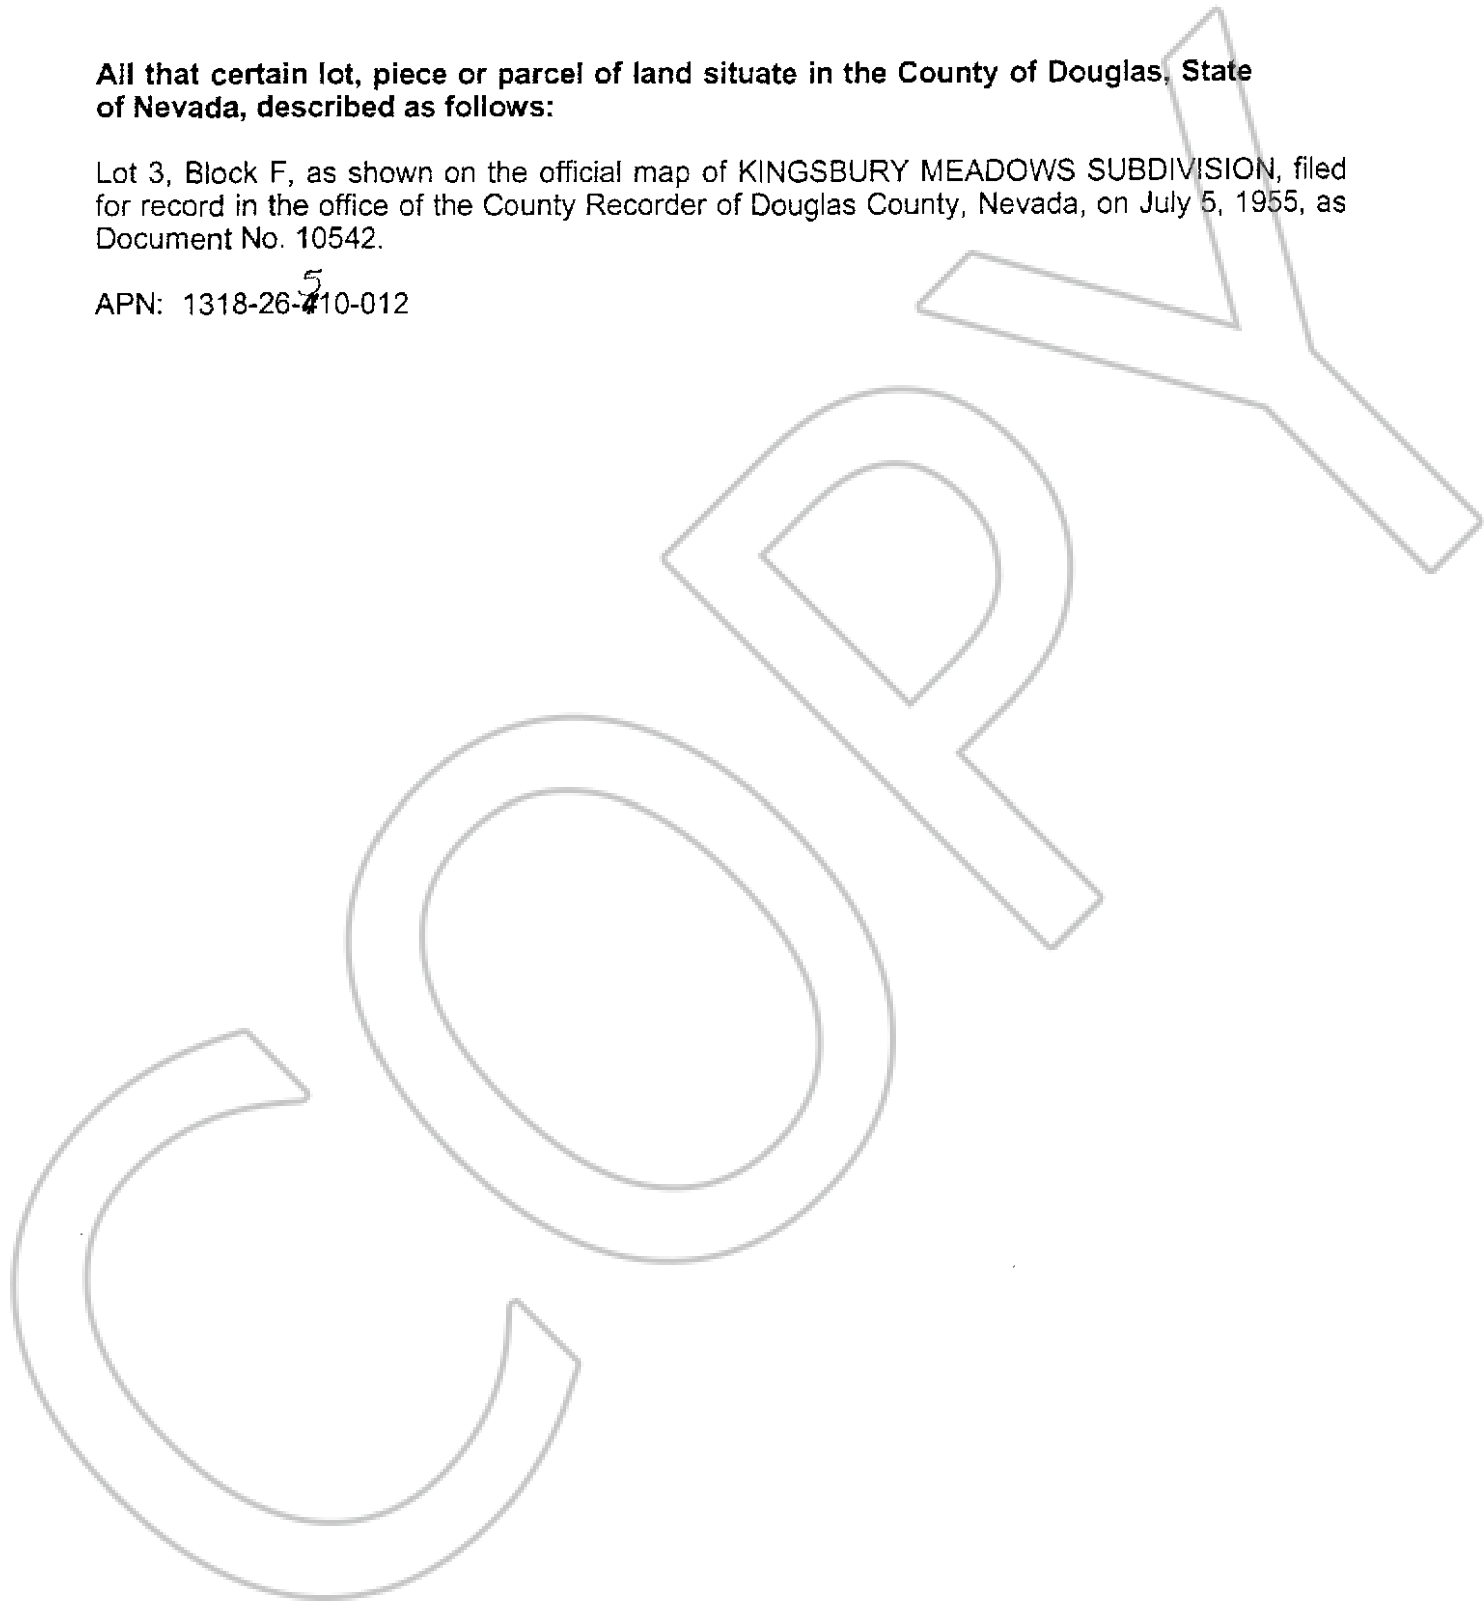 All that certain lot, piece or parcel of land situate in the County of Douglas, State
of Nevada, described as follows:
Lot 3, Block F, as shown on the official map of KINGSBURY MEADOWS SUBDIVISION, filed
for record in the office of the County Recorder of Douglas County, Nevada, on July 5, 1955, as
Document No. 10542.
5
APN: 1318-26-410-012
COPY